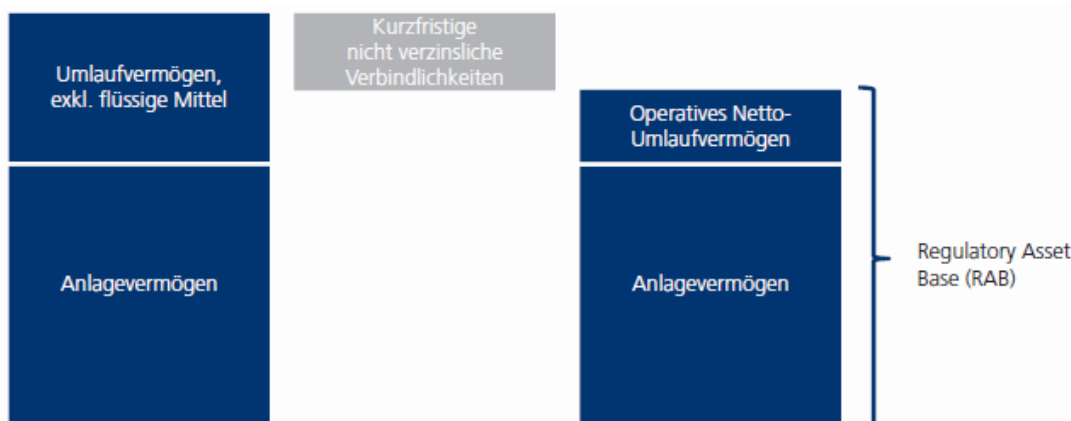 Umlaufvermögen,
exkl. flüssige Mittel
Kurzfristige
nicht verzinsliche
Verbindlichkeiten
Operatives Netto-
Umlaufvermögen
Anlagevermögen
Anlagevermögen
Regulatory Asset
Base (RAB)